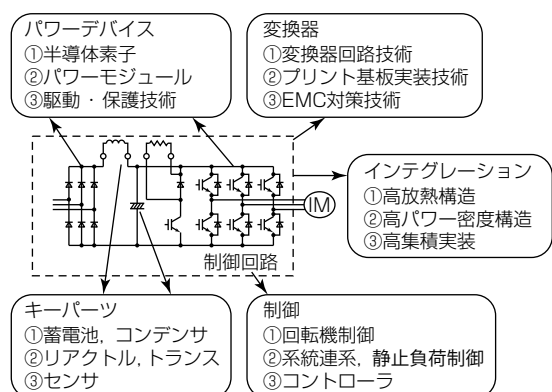 パワーデバイス
①半導体素子
②パワーモジュール
③駆動・保護技術
変換器
①変換器回路技術
②プリント基板実装技術
③EMC対策技術
インテグレーション
①高放熱構造
②高パワー密度構造
③高集積実装
IM
制御回路
キーパーツ
①蓄電池，コンデンサ
②リアクトル，トランス
③センサ
制御
①回転機制御
②系統連系，静止負荷制御
③コントローラ